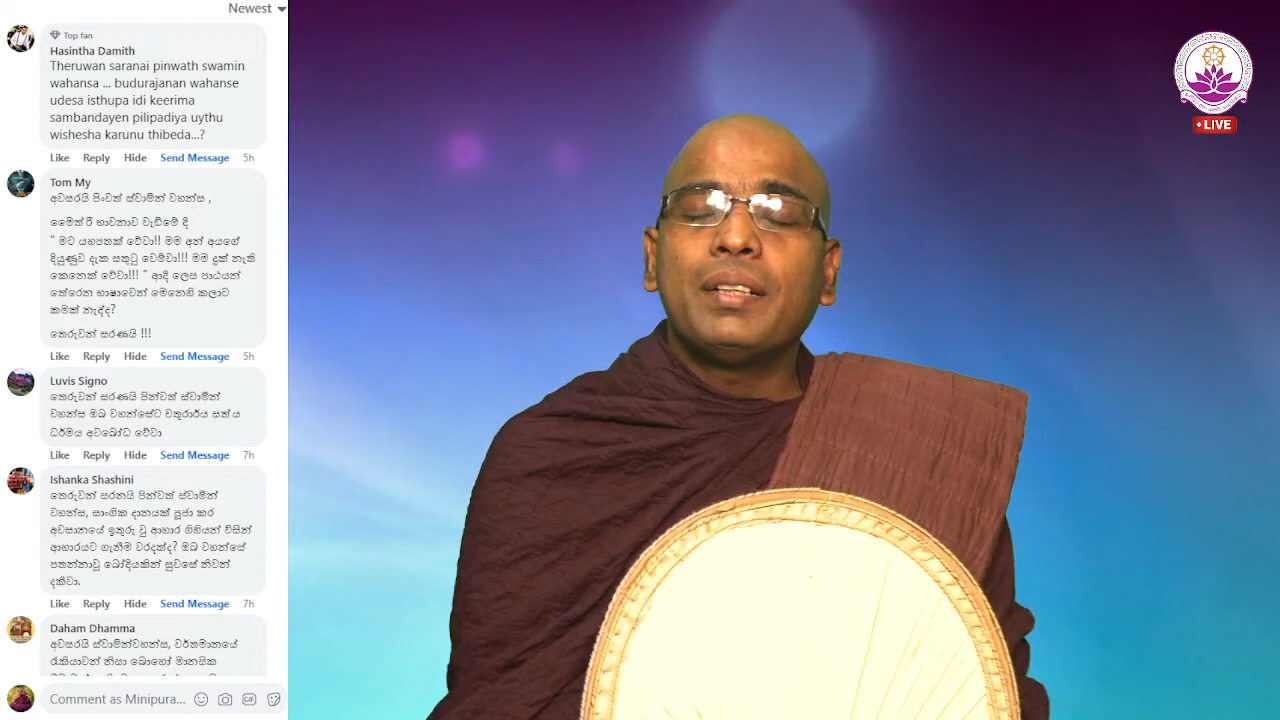 Newest
Top fan
Hasintha Damith
Theruwan saranai pinwath swamin
wahansa ... budurajanan wahanse
udesa isthupa idi keerima
sambandayen pilipadiya uythu
wishesha karunu thibeda...?
Like Reply Hide Send Message 5h
Tom My
අවසරයි පිංවත් ස්වාමීන් වහන්ස ,
මෛත්‍රී භාවනාව වැඩීමේ දී
" මට යහපතක් වේවා!! මම අන් අයගේ
දියුණුව දැක සතුටු වෙම්වා!!! මම දුක් නැති
කෙනෙක් වේවා!!! " ආදි ලෙස පාඨයන්
තේරෙන භාෂාවෙන් මෙනෙහි කලාට
කමක් නැද්ද?
තෙරුවන් සරණයි !!!
Like Reply Hide Send Message 5h
Luvis Signo
තෙරුවන් සරණයි පින්වත් ස්වාමීන්
වහන්ස ඔබ වහන්සේට චතුරාර්ය සත්‍ය
ධර්මය අවබෝධ වේවා
Like Reply Hide Send Message 7h
Ishanka Shashini
තෙරුවන් සරනයි පින්වත් ස්වාමීන්
වහන්ස, සාංගික දානයක් පූජා කර
අවසානයේ ඉතුරු වු ආහාර ගිහියන් විසින්
ආහාරයට ගැනීම වරදක්ද? ඔබ වහන්සේ
පතන්නාවූ බෝදියකින් සුවසේ නිවන්
දකීවා.
Like Reply Hide Send Message 7h
Daham Dhamma
අවසරයි ස්වාමින්වහන්ස, වර්තමානයේ
රැකියාවන් නිසා බොහෝ මානසික
Comment as Minipura... GIF
LIVE